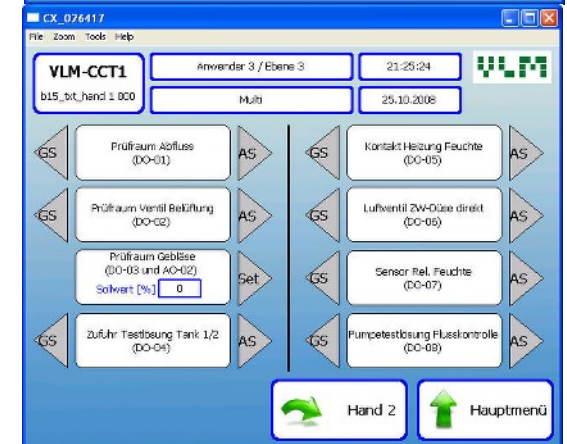 CX_026417
File Zoom Tools Help
VLM-CCT1
b15_txt_hand 1 000
Anwender 3 / Ebene 3
Multi
21:25:24
25.10.2008
VLM
GS
Prüfraum Abfluss
(DO-01)
AS
GS
Kontakt Heizung Feuchte
(DO-05)
AS
GS
Prüfraum Ventil Belüftung
(DO-02)
AS
GS
Luftventil ZW-Düse direkt
(DO-06)
AS
Prüfraum Gebläse
(DO-03 und AO-02)
Sollwert [%] 0
Set
GS
Sensor Rel. Feuchte
(DO-07)
AS
GS
Zufuhr Testlösung Tank 1/2
(DO-04)
AS
GS
Pumpetestlösung Flusskontrolle
(DO-08)
AS
Hand 2
Hauptmenü